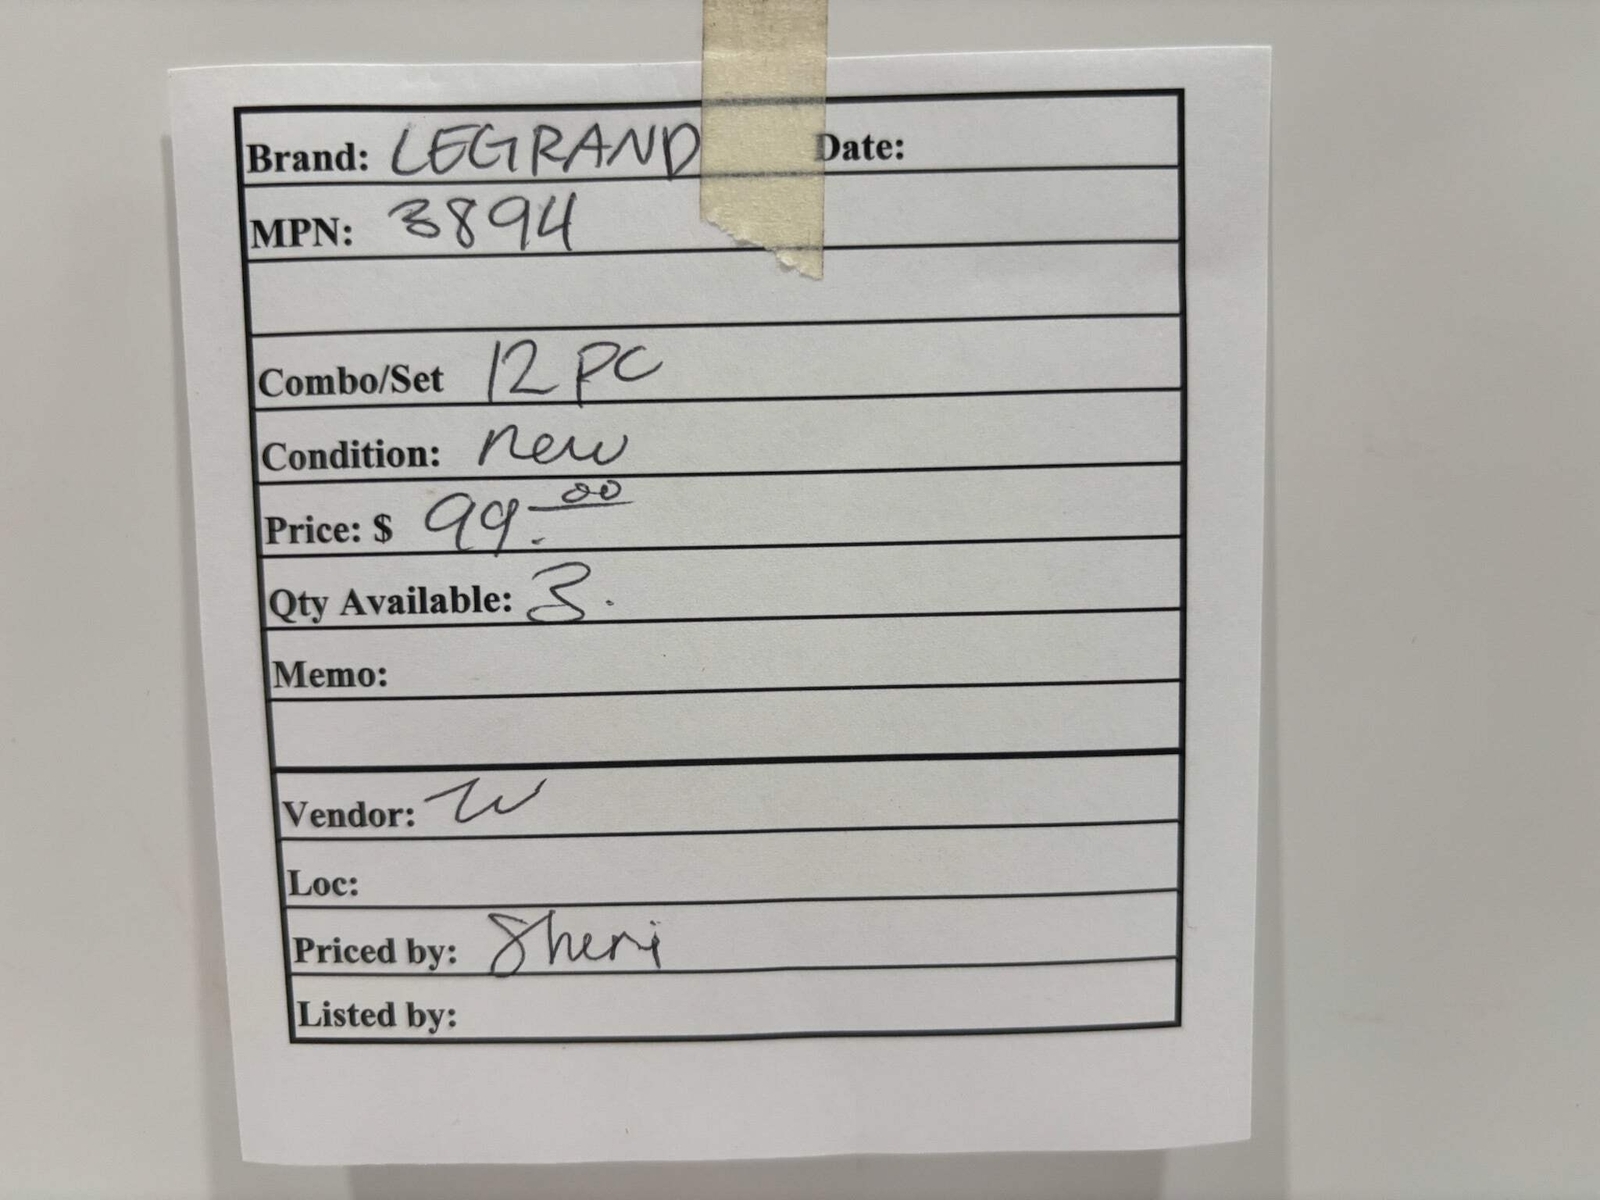 Brand: LEGRAND Date:
MPN: 3894
Combo/Set 12 PC
Condition: new
Price: $ 99.00
Qty Available: 3.
Memo:
Vendor: W
Loc:
Priced by: Sheri
Listed by: